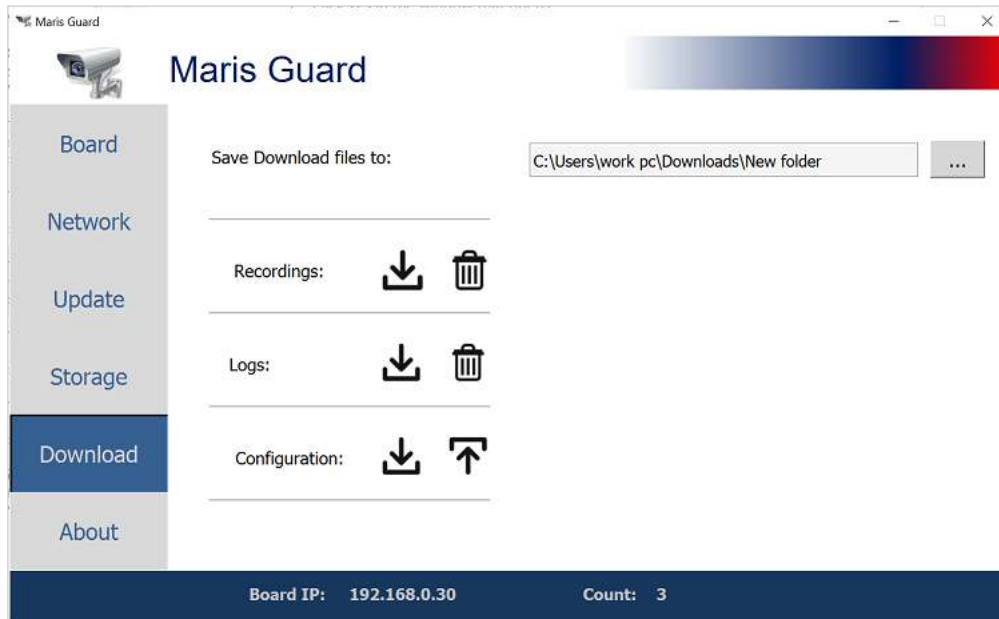 Maris Guard
Maris Guard
Board
Save Download files to:
C:\Users\work pc\Downloads\New folder
...
Network
Recordings:
Update
Logs:
Storage
Download
Configuration:
About
Board IP: 192.168.0.30 Count: 3